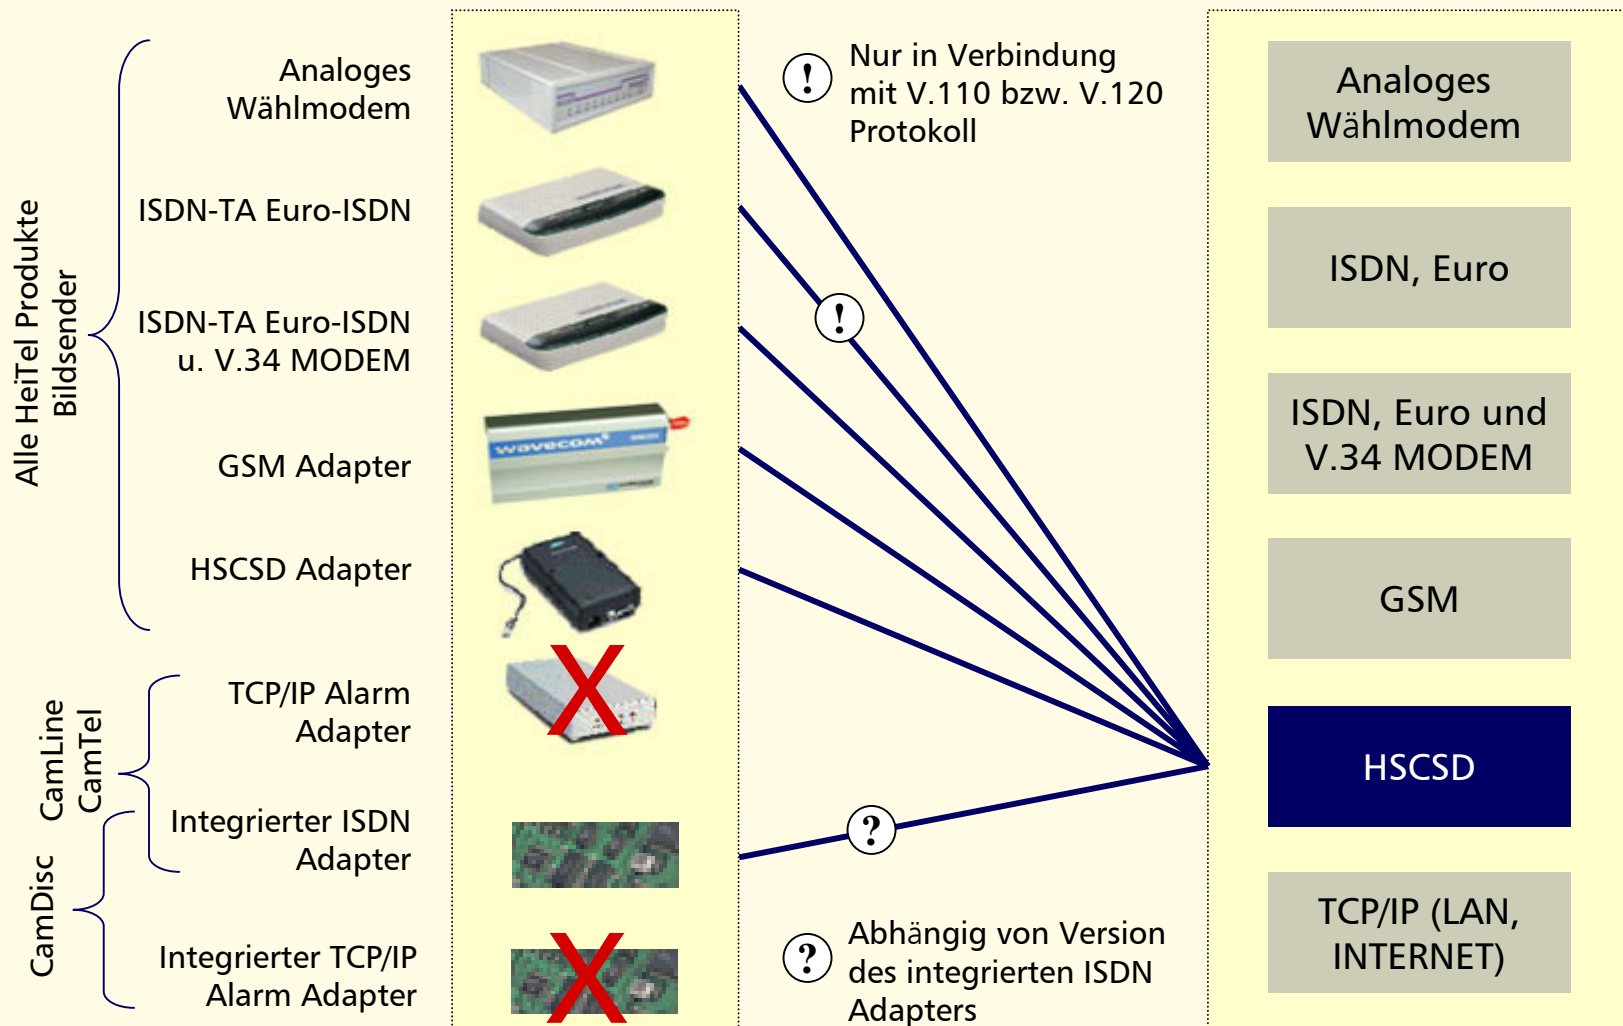 Alle HeiTel Produkte
Bildsender
CamLine
CamTel
CamDisc
Analoges
Wählmodem
ISDN-TA Euro-ISDN
ISDN-TA Euro-ISDN
u. V.34 MODEM
GSM Adapter
HSCSD Adapter
TCP/IP Alarm
Adapter
Integrierter ISDN
Adapter
Integrierter TCP/IP
Alarm Adapter
wavecom
X
X
!
Nur in Verbindung
mit V.110 bzw. V.120
Protokoll
!
?
?
Abhängig von Version
des integrierten ISDN
Adapters
Analoges
Wählmodem
ISDN, Euro
ISDN, Euro und
V.34 MODEM
GSM
HSCSD
TCP/IP (LAN,
INTERNET)